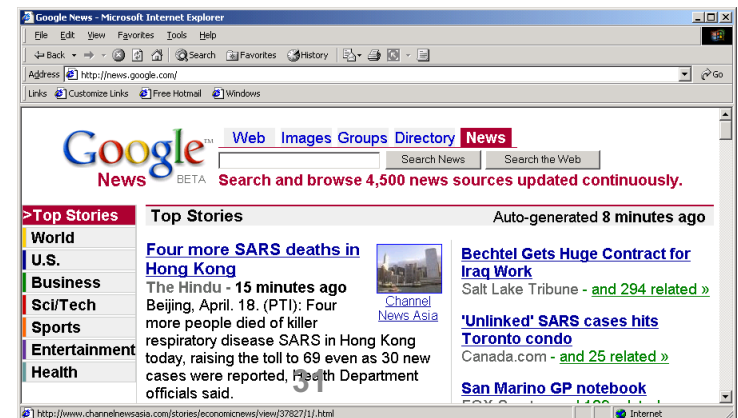 Google News - Microsoft Internet Explorer
File Edit View Favorites Tools Help
Back Search Favorites History
Address http://news.google.com/ Go
Links Customize Links Free Hotmail Windows
Google™
News BETA
Web Images Groups Directory News
Search News Search the Web
Search and browse 4,500 news sources updated continuously.
>Top Stories
World
U.S.
Business
Sci/Tech
Sports
Entertainment
Health
Top Stories Auto-generated 8 minutes ago
Four more SARS deaths in
Hong Kong
The Hindu - 15 minutes ago
Beijing, April. 18. (PTI): Four
more people died of killer
respiratory disease SARS in Hong Kong
today, raising the toll to 69 even as 30 new
cases were reported, Health Department
officials said.
Channel
News Asia
31
Bechtel Gets Huge Contract for
Iraq Work
Salt Lake Tribune - and 294 related »
'Unlinked' SARS cases hits
Toronto condo
Canada.com - and 25 related »
San Marino GP notebook
http://www.channelnewsasia.com/stories/economicnews/view/37827/1/.html Internet